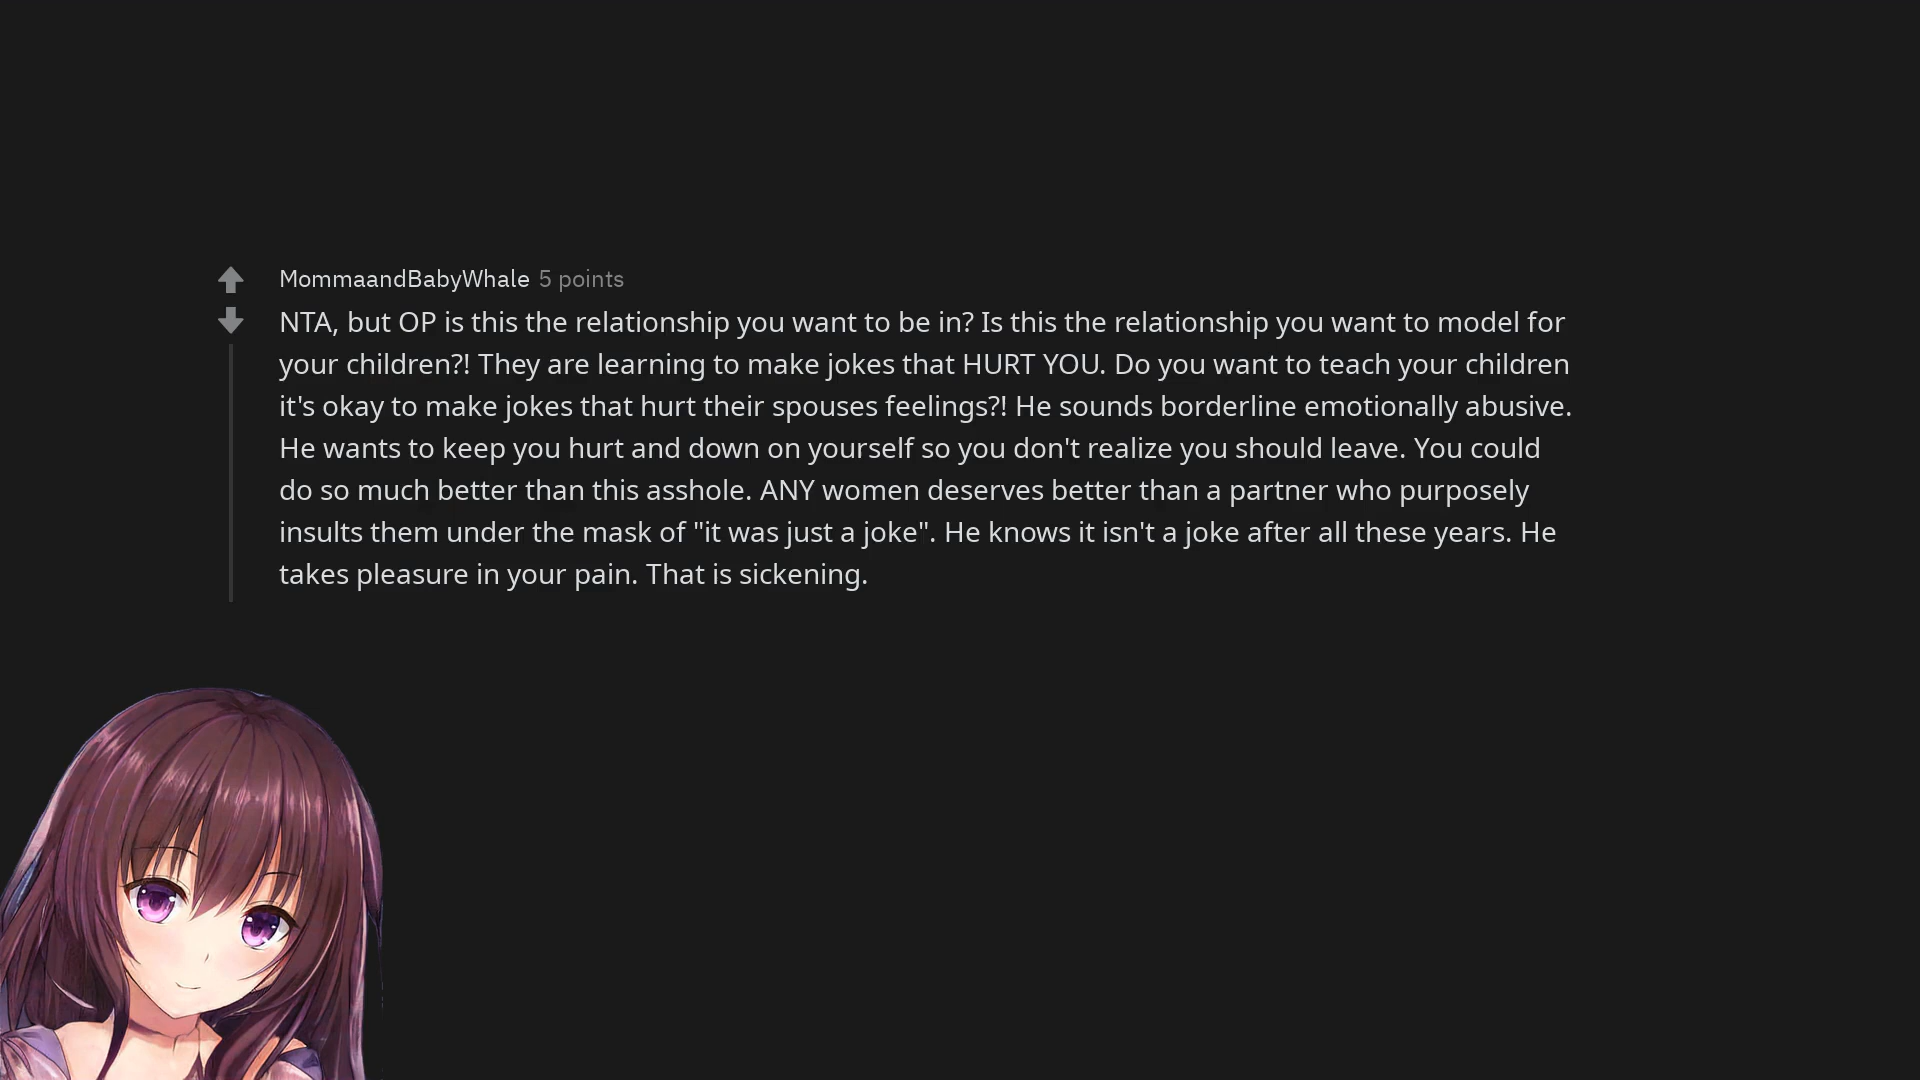 MommaandBabyWhale 5 points
NTA, but OP is this the relationship you want to be in? Is this the relationship you want to model for
your children?! They are learning to make jokes that HURT YOU. Do you want to teach your children
it's okay to make jokes that hurt their spouses feelings?! He sounds borderline emotionally abusive.
He wants to keep you hurt and down on yourself so you don't realize you should leave. You could
do so much better than this asshole. ANY women deserves better than a partner who purposely
insults them under the mask of "it was just a joke". He knows it isn't a joke after all these years. He
takes pleasure in your pain. That is sickening.